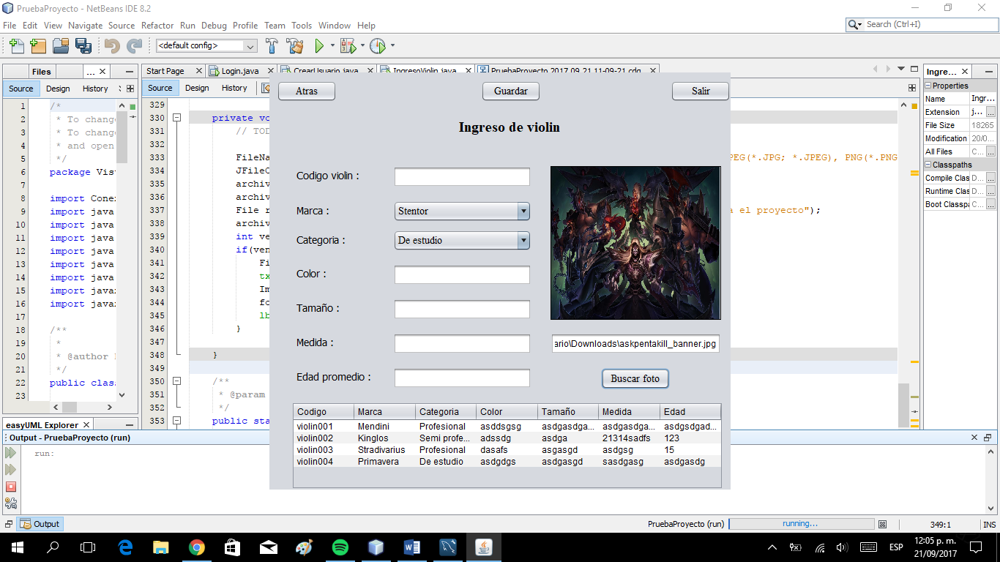 PruebaProyecto - NetBeans IDE 8.2
File Edit View Navigate Source Refactor Run Debug Profile Team Tools Window Help
Search (Ctrl+I)
<default config>
Files
...
Start Page
Login.java
CrearUsuario.java
IngresoViolin.java
PruebaProyecto 2017 09 21 11-09-21.cdg
Ingre...
Source Design History
Source Design History
1 /*
2 * To change
3 * To change
4 * and open
5 */
6 package Vis
7
8 import Conex
9 import java
10 import java
11 import java
12 import java
13 import java
14 import java
15 import java
16 import java
17
18 /**
19 *
20 * @author
21 */
22 public clas
23
329
330 private vo
331 // TOD
332
333 FileNa
PEG(*.JPG; *.JPEG), PNG(*.PNG
334 JFileC
335 archiv
336 archiv
337 File r
a el proyecto");
338 archiv
339 int ve
340 if(ven
341 Fi
342 tx
343 Im
344 fo
345 lb
346 }
347
348 }
349
350 /**
351 * @param
352 */
353 public sta
Atras
Guardar
Salir
Ingreso de violin
Codigo violin :
Marca :
Stentor
Categoria :
De estudio
Color :
Tamaño :
Medida :
ario\Downloads\askpentakill_banner.jpg
Edad promedio :
Buscar foto
Codigo Marca Categoria Color Tamaño Medida Edad
violin001 Mendini Profesional asddsgsg asdgasdga... asdgasdga... asdgsdgad...
violin002 Kinglos Semi profe... adssdg asdga 21314sadfs 123
violin003 Stradivarius Profesional dasafs asgasgd asdgsg 15
violin004 Primavera De estudio asdgdgs asdgasgd sasdgasg asdgasdg
Properties
Name Ingr...
Extension j...
File Size 18265
Modification 20/0...
All Files C...
Classpaths
Compile Clas C...
Runtime Clas C...
Boot Classpa C...
easyUML Explorer
Output - PruebaProyecto (run)
run:
Output
PruebaProyecto (run)
running...
349:1
INS
ESP
12:05 p. m.
21/09/2017